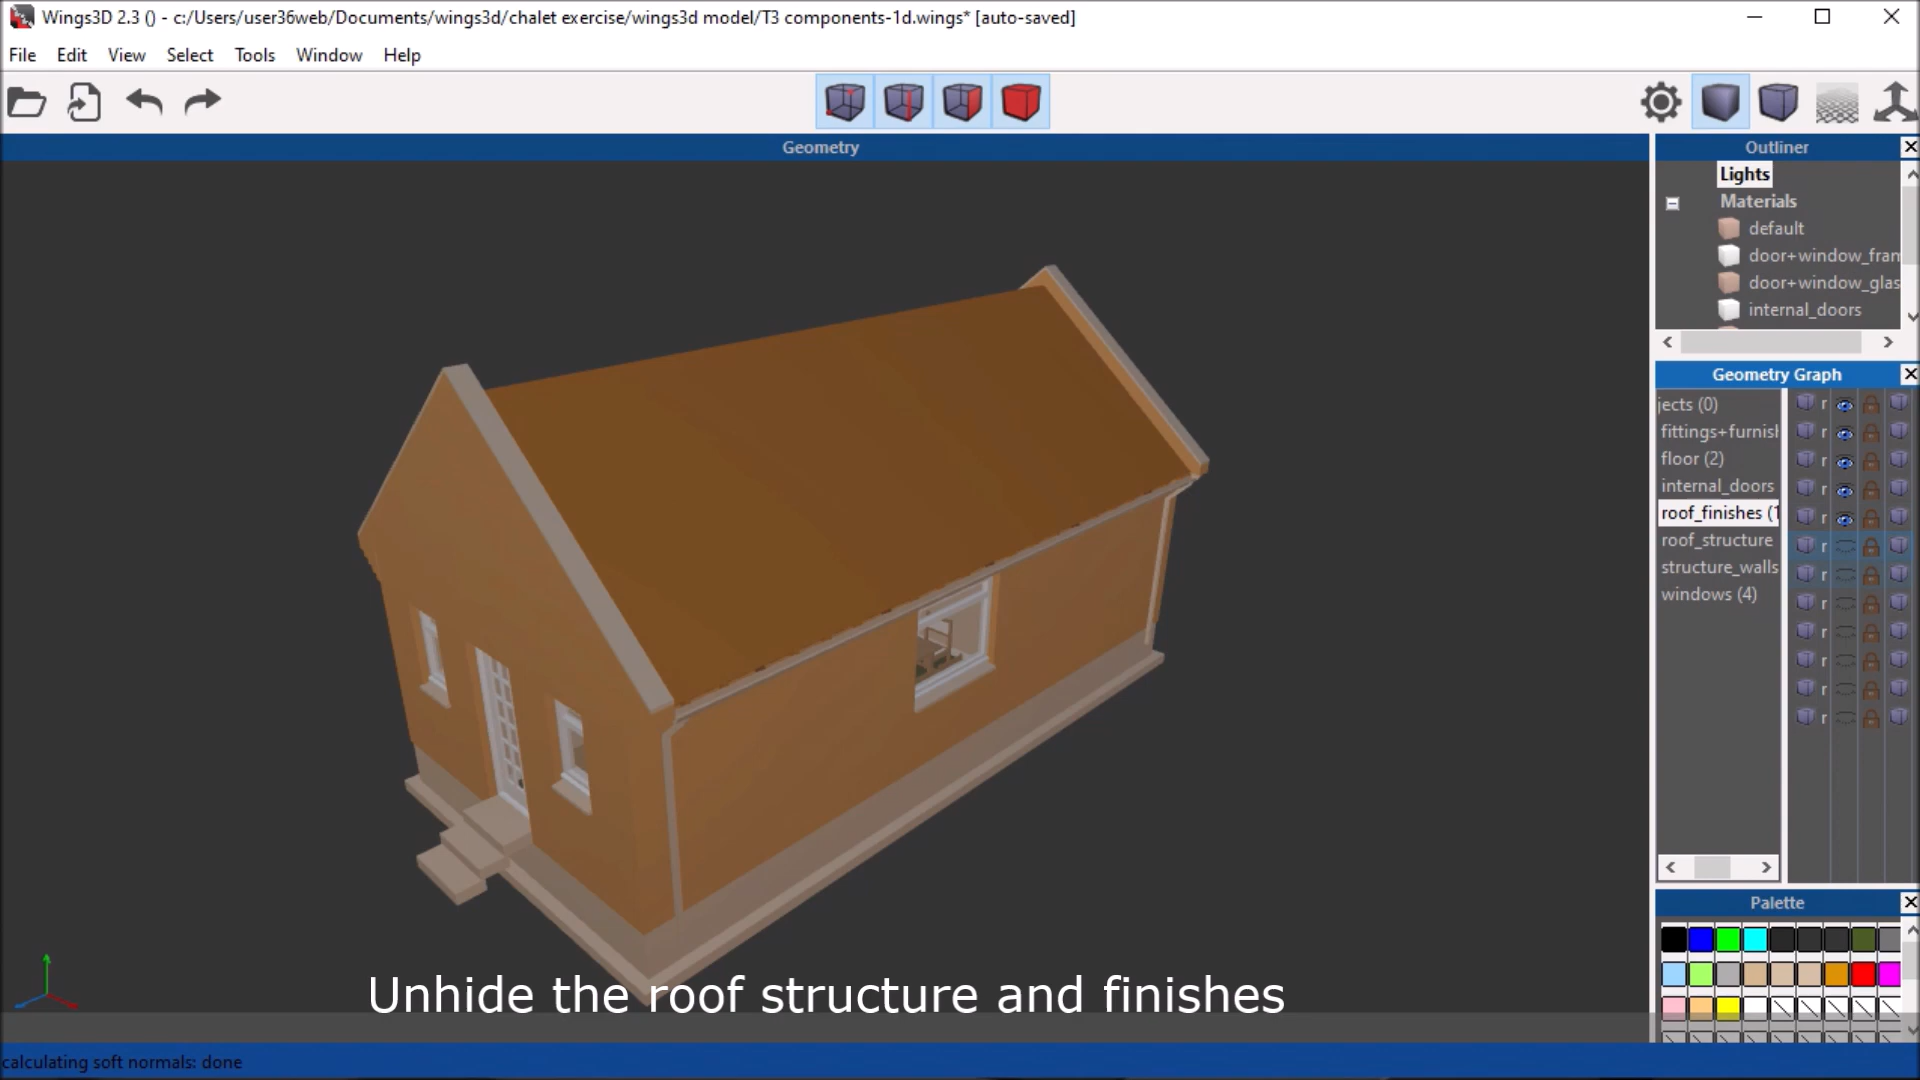 Wings3D 2.3 () - c:/Users/user36web/Documents/wings3d/chalet exercise/wings3d model/T3 components-1d.wings* [auto-saved]
File Edit View Select Tools Window Help
Geometry
Outliner
Lights
Materials
default
door+window_fran
door+window_glas
internal_doors
Geometry Graph
jects (0) r
fittings+furnish r
floor (2) r
internal_doors r
roof_finishes (1 r
roof_structure r
structure_walls r
windows (4) r
r
r
r
r
Palette
Unhide the roof structure and finishes
calculating soft normals: done